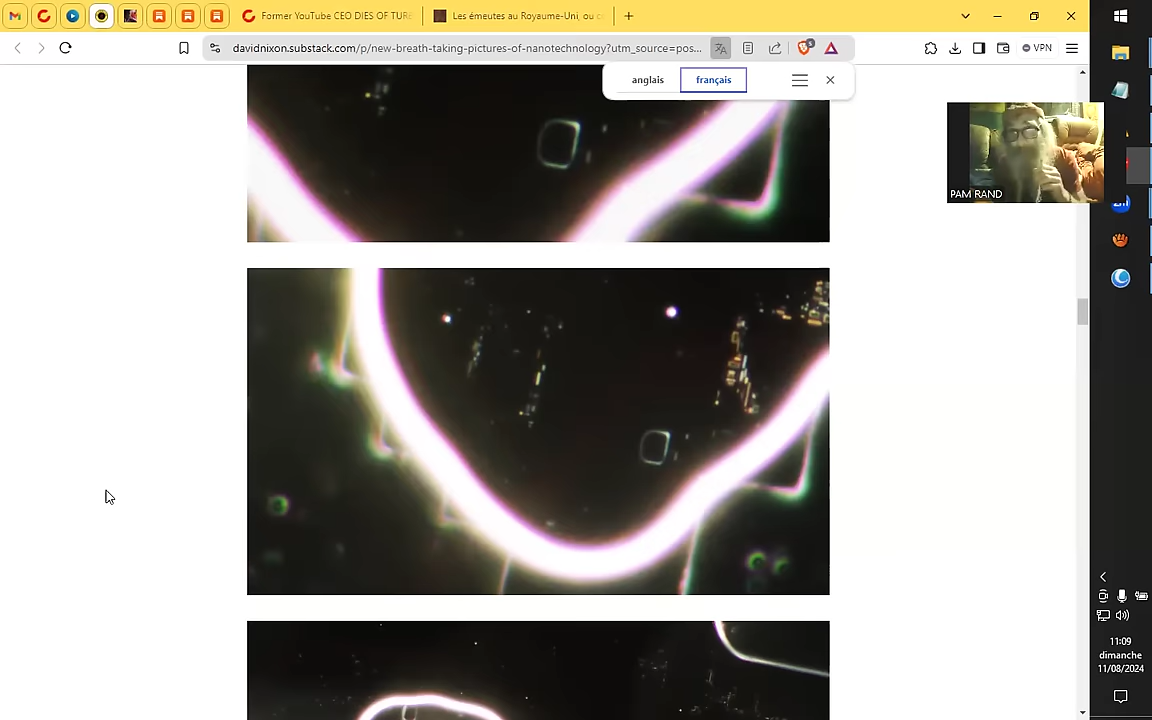 Former YouTube CEO DIES OF TUR
Les émeutes au Royaume-Uni, ou c
davidnixon.substack.com/p/new-breath-taking-pictures-of-nanotechnology?utm_source=pos...
VPN
anglais
français
PAM RAND
zm
11:09
dimanche
11/08/2024